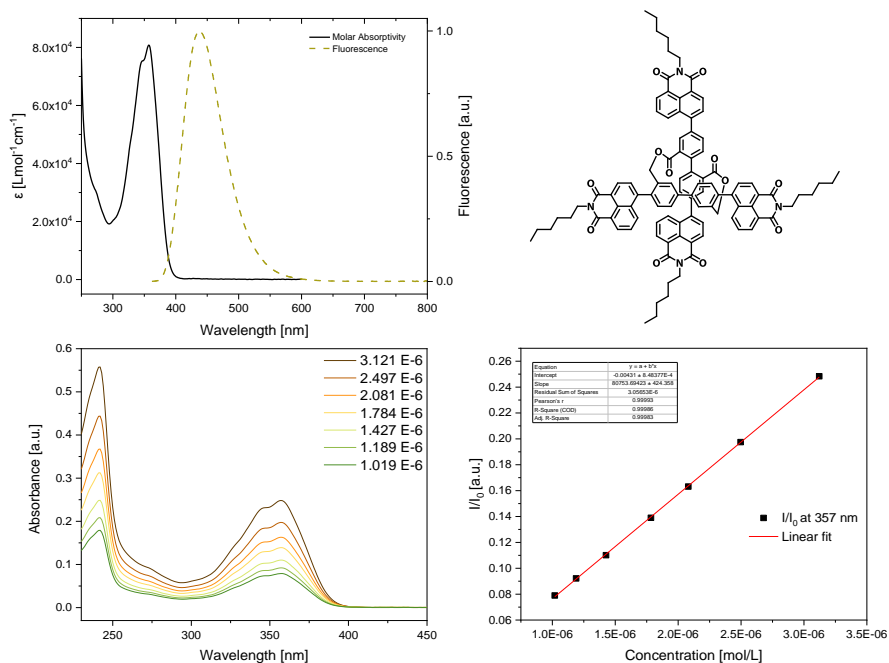 8.0x10⁴
6.0x10⁴
4.0x10⁴
2.0x10⁴
0.0
ε [Lmol⁻¹cm⁻¹]
Molar Absorptivity
Fluorescence
1.0
0.5
0.0
Fluorescence [a.u.]
300 400 500 600 700 800
Wavelength [nm]
O N O
O O
O O
O N O
O N O
O N O
0.6
0.5
0.4
0.3
0.2
0.1
0.0
Absorbance [a.u.]
3.121 E-6
2.497 E-6
2.081 E-6
1.784 E-6
1.427 E-6
1.189 E-6
1.019 E-6
250 300 350 400 450
Wavelength [nm]
0.26
0.24
0.22
0.20
0.18
0.16
0.14
0.12
0.10
0.08
0.06
I/I₀ [a.u.]
Equation y = a + b*x
Intercept -0.00431 ± 8.48377E-4
Slope 80753.69423 ± 424.358
Residual Sum of Squares 3.05653E-6
Pearson's r 0.99993
R-Square (COD) 0.99986
Adj. R-Square 0.99983
I/I₀ at 357 nm
Linear fit
1.0E-06 1.5E-06 2.0E-06 2.5E-06 3.0E-06 3.5E-06
Concentration [mol/L]